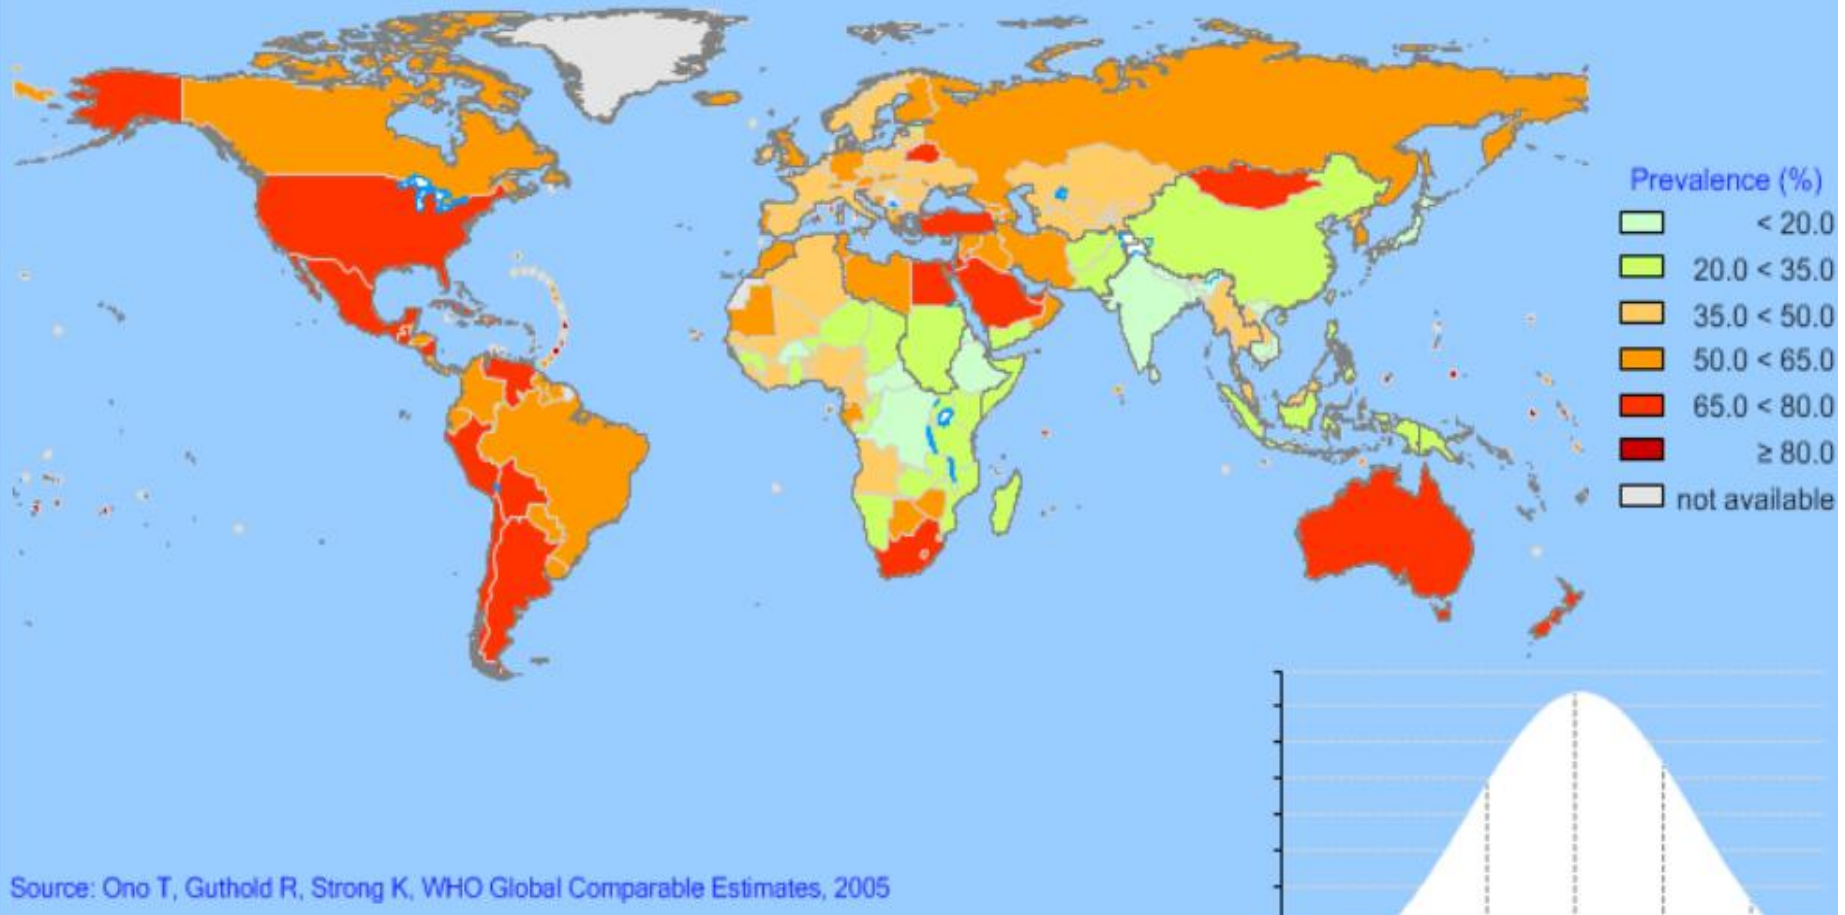 Prevalence (%)
< 20.0
20.0 < 35.0
35.0 < 50.0
50.0 < 65.0
65.0 < 80.0
≥ 80.0
not available
Source: Ono T, Guthold R, Strong K, WHO Global Comparable Estimates, 2005